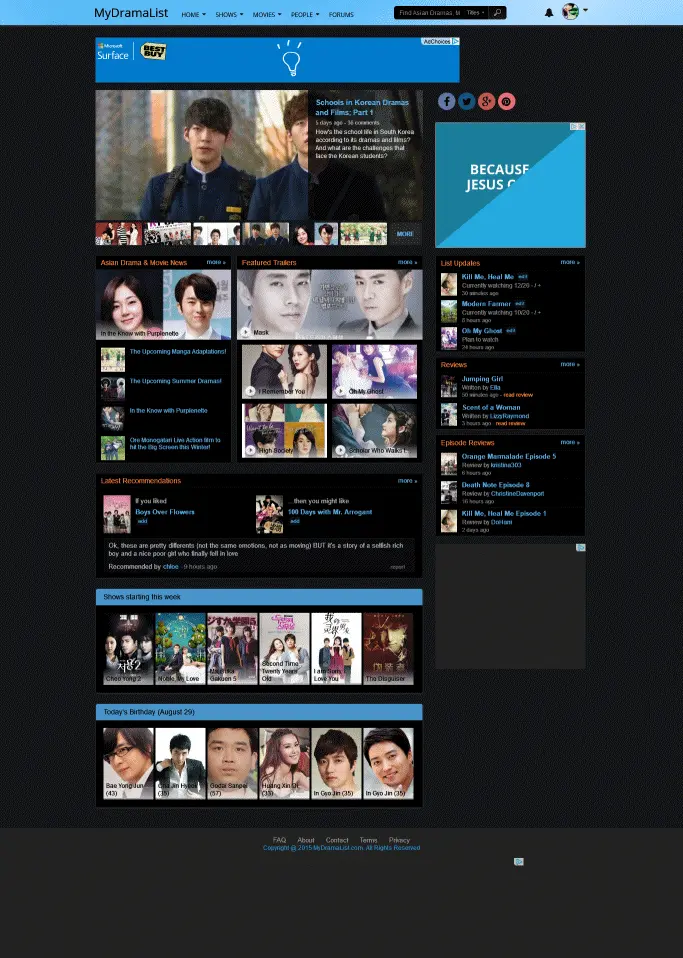 MyDramaList
HOME
SHOWS
MOVIES
PEOPLE
FORUMS
Find Asian Dramas, M
Titles
Microsoft
Surface
BEST
BUY
AdChoices
Schools in Korean Dramas
and Films; Part 1
5 days ago - 36 comments
How's the school life in South Korea
according to its dramas and films?
And what are the challenges that
face the Korean students?
MORE
BECAUSE
JESUS
Asian Drama & Movie News
more »
In the Know with Purplenette
The Upcoming Manga Adaptations!
The Upcoming Summer Dramas!
In the Know with Purplenette
Ore Monogatari Live Action film to
hit the Big Screen this Winter!
Featured Trailers
more »
Mask
I Remember You
Oh My Ghost
High Society
Scholar Who Walks t
List Updates
more »
Kill Me, Heal Me edit
Currently watching 12/20 - / +
30 minutes ago
Modern Farmer edit
Currently watching 10/20 - / +
8 hours ago
Oh My Ghost edit
Plan to watch
29 hours ago
Reviews
more »
Jumping Girl
Written by Ella
50 minutes ago - read review
Scent of a Woman
Written by LizzyRaymond
3 hours ago - read review
Episode Reviews
more »
Orange Marmalade Episode 5
Review by kristina303
6 hours ago
Death Note Episode 8
Review by ChristineDavenport
16 hours ago
Kill Me, Heal Me Episode 1
Review by DoHani
2 days ago
Latest Recommendations
more »
If you liked
Boys Over Flowers
add
...then you might like
100 Days with Mr. Arrogant
add
Ok, these are pretty differents (not the same emotions, not as moving) BUT it's a story of a selfish rich
boy and a nice poor girl who finally fell in love
Recommended by chloe - 9 hours ago
report
Shows starting this week
Cheo Yong 2
Noble, My Love
Majisuka
Gakuen 5
Second Time
Twenty Years
Old
I am Sorry, I
Love You
The Disguiser
Today's Birthday (August 29)
Bae Yong Jun
(43)
Cha Jin Hyeok
(35)
Godai Sanpei
(57)
Huang Xin Di
(33)
In Gyo Jin (35)
In Gyo Jin (35)
FAQ
About
Contact
Terms
Privacy
Copyright @ 2015 MyDramaList.com. All Rights Reserved